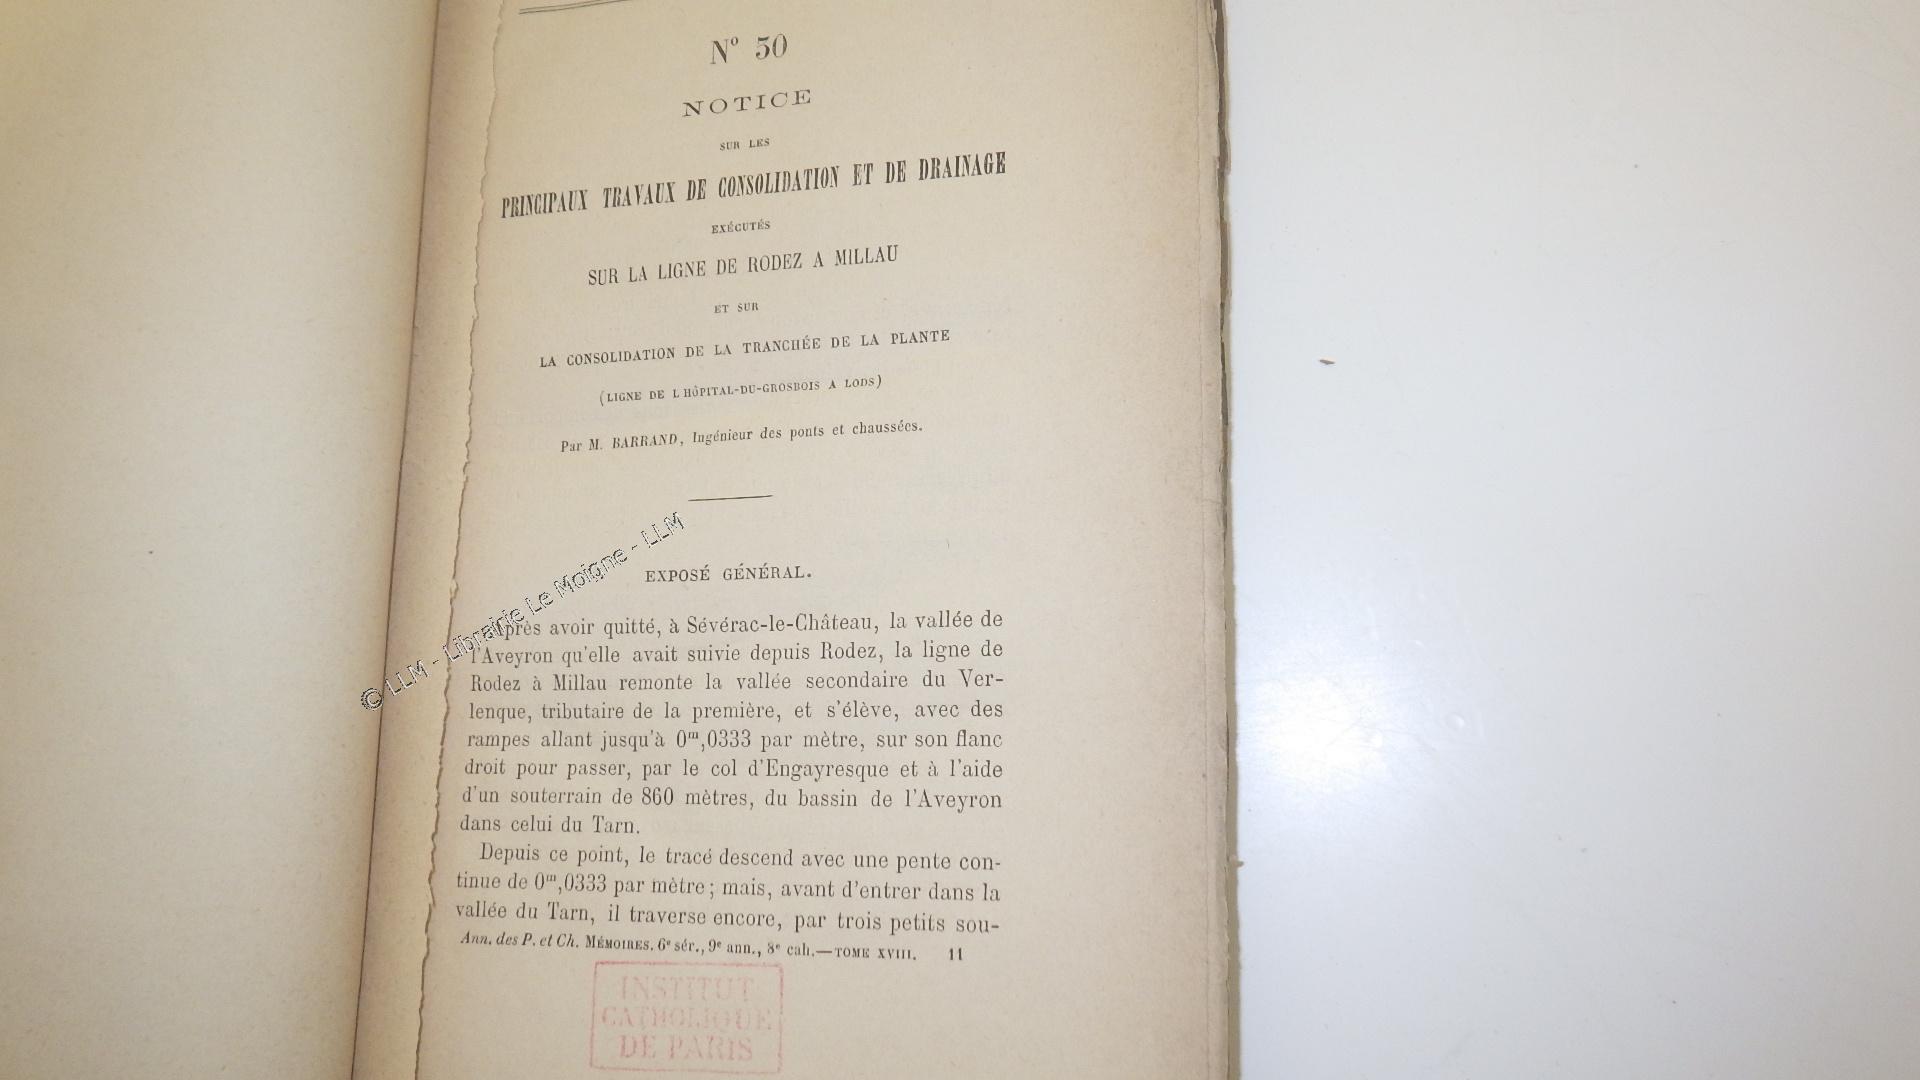 N° 50
NOTICE
SUR LES
PRINCIPAUX TRAVAUX DE CONSOLIDATION ET DE DRAINAGE
EXÉCUTÉS
SUR LA LIGNE DE RODEZ A MILLAU
ET SUR
LA CONSOLIDATION DE LA TRANCHÉE DE LA PLANTE
(LIGNE DE L HÔPITAL-DU-GROSBOIS A LODS)
Par M. BARRAND, Ingénieur des ponts et chaussées.
EXPOSÉ GÉNÉRAL.
Après avoir quitté, à Sévérac-le-Château, la vallée de
l'Aveyron qu'elle avait suivie depuis Rodez, la ligne de
Rodez à Millau remonte la vallée secondaire du Ver-
lenque, tributaire de la première, et s'élève, avec des
rampes allant jusqu'à 0ᵐ,0333 par mètre, sur son flanc
droit pour passer, par le col d'Engayresque et à l'aide
d'un souterrain de 860 mètres, du bassin de l'Aveyron
dans celui du Tarn.
Depuis ce point, le tracé descend avec une pente con-
tinue de 0ᵐ,0333 par mètre; mais, avant d'entrer dans la
vallée du Tarn, il traverse encore, par trois petits sou-
Ann. des P. et Ch. MÉMOIRES. 6ᵉ sér., 9ᵉ ann., 8ᵉ cah.—TOME XVIII. 11
INSTITUT
CATHOLIQUE
DE PARIS
© LLM - Librairie Le Moigne - LLM